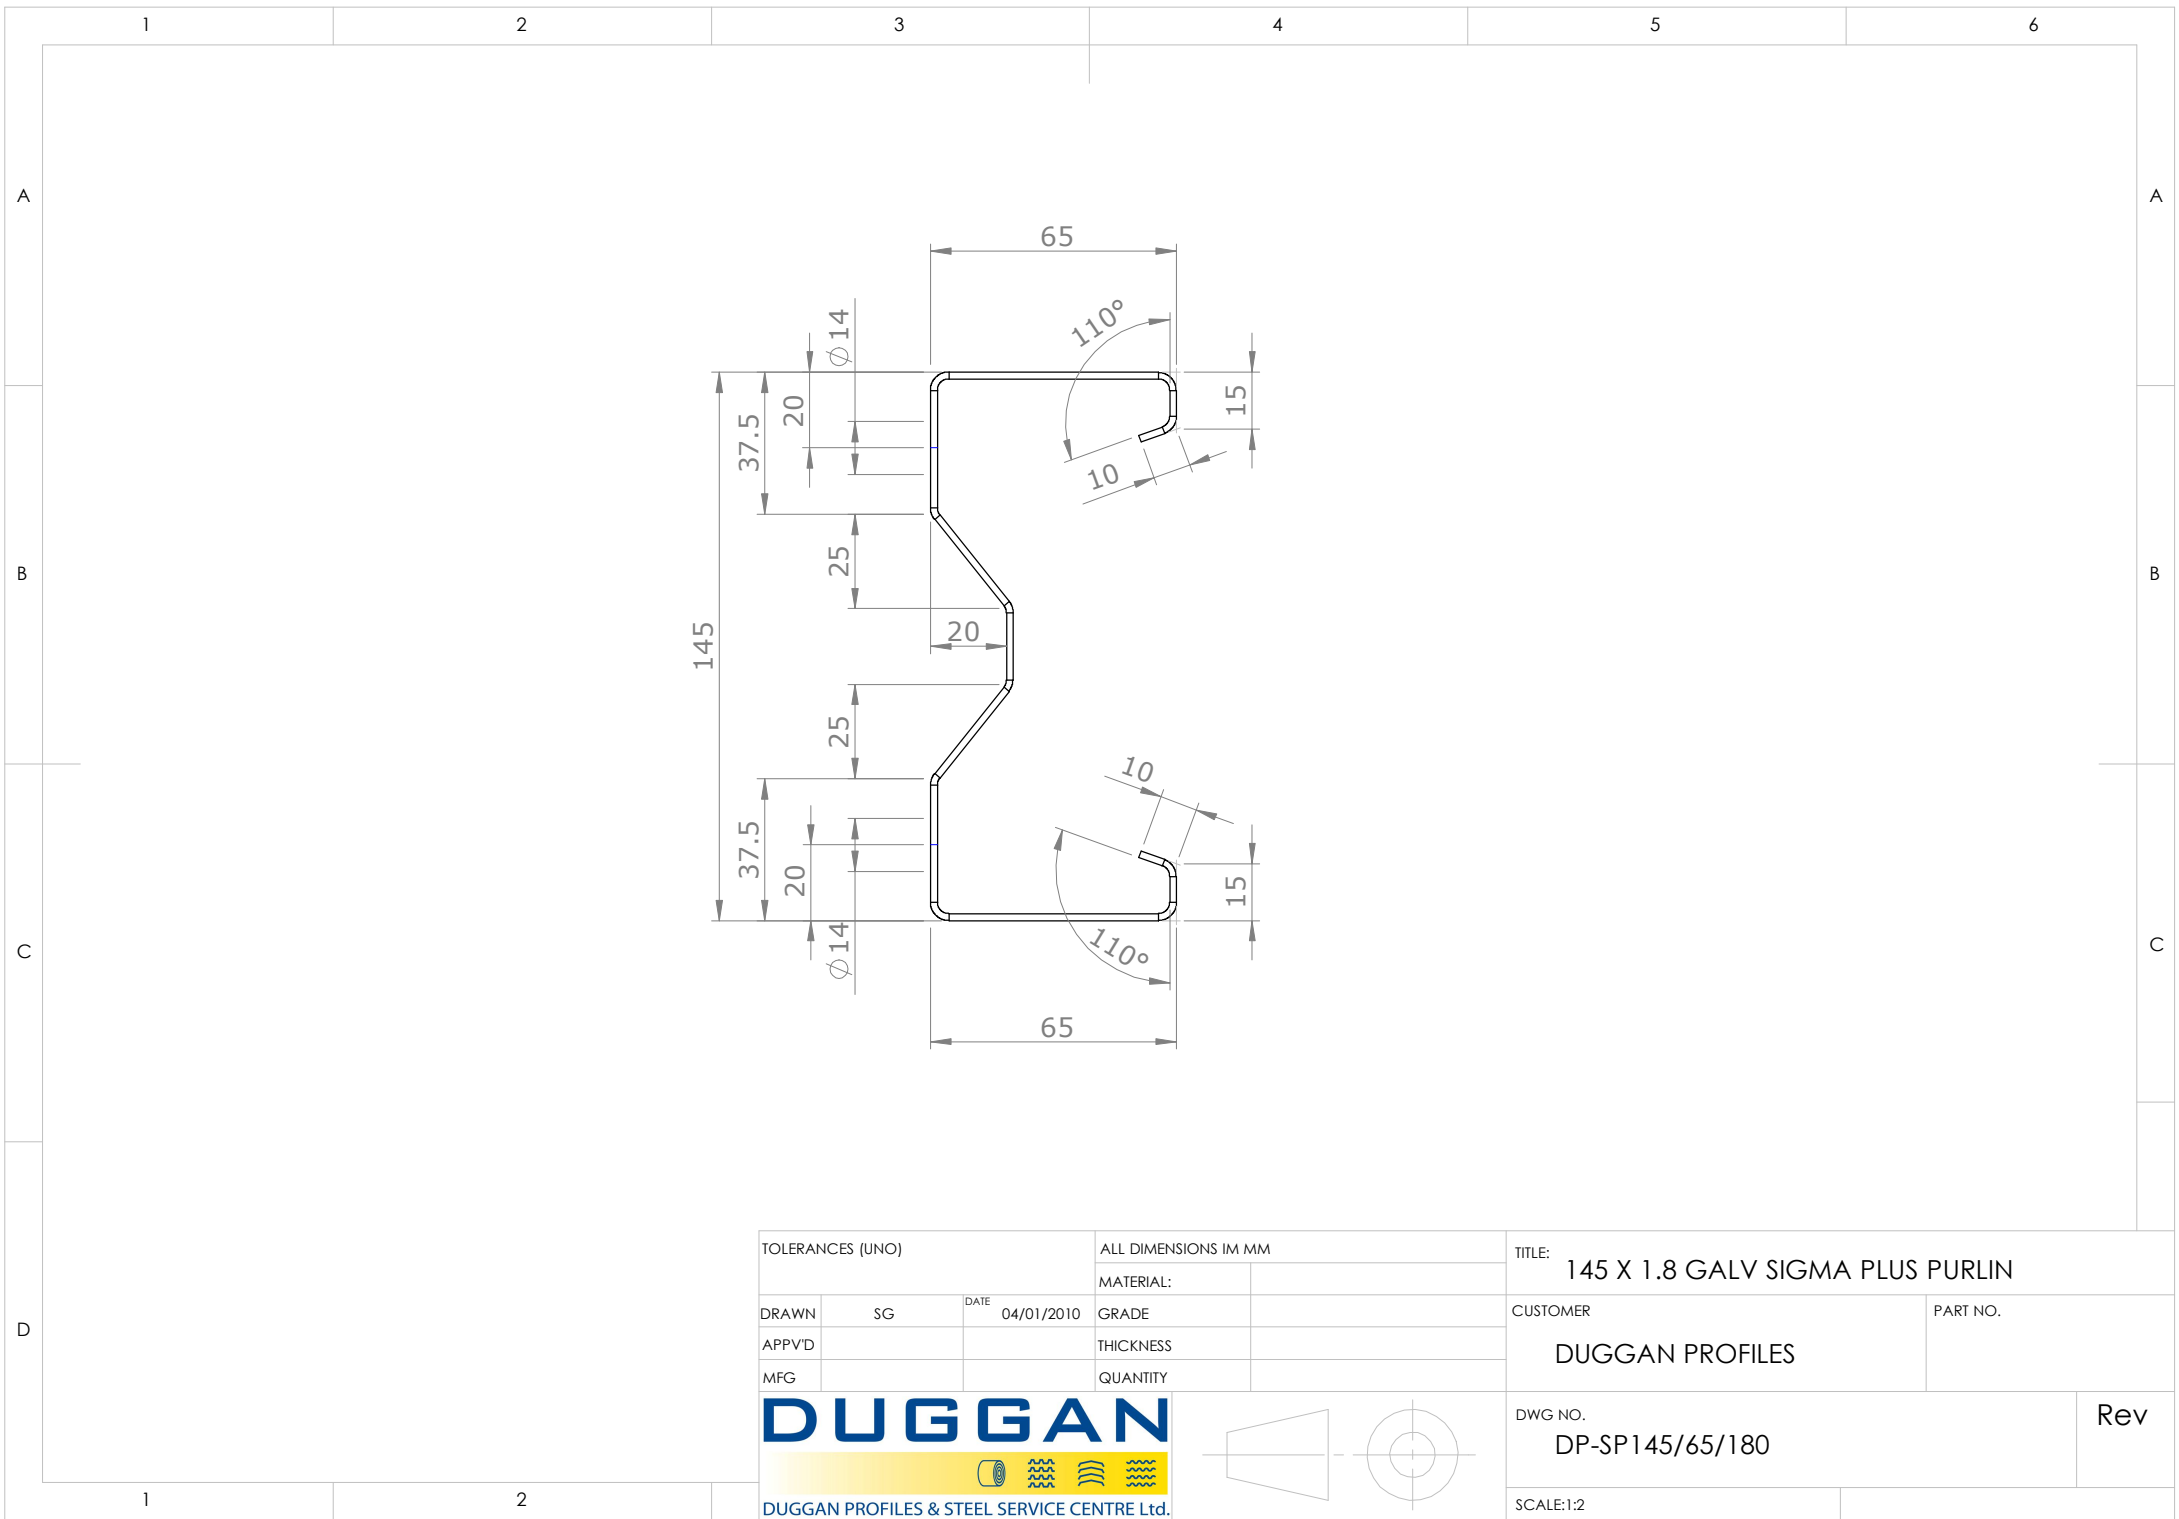 1 2 3 4 5 6
A A
65
110°
Ø14
20
37.5
15
10
B B
25
20
145
25
10
37.5
20
15
Ø14
110°
C C
65
D
TOLERANCES (UNO)
ALL DIMENSIONS IM MM
MATERIAL:
DRAWN SG DATE 04/01/2010 GRADE
APPV'D THICKNESS
MFG QUANTITY
TITLE: 145 X 1.8 GALV SIGMA PLUS PURLIN
CUSTOMER
DUGGAN PROFILES
PART NO.
DUGGAN
DUGGAN PROFILES & STEEL SERVICE CENTRE Ltd.
DWG NO.
DP-SP145/65/180
Rev
SCALE:1:2
1 2